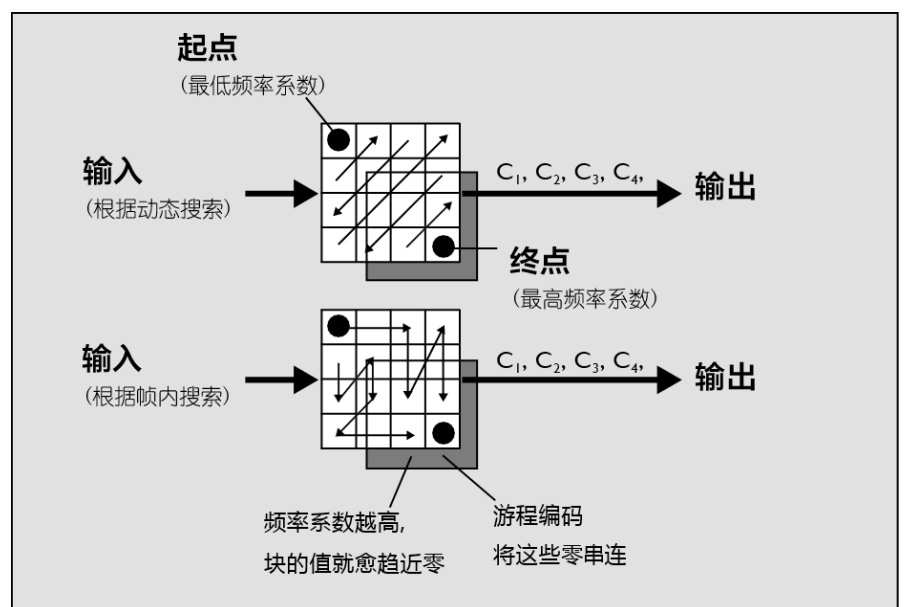 起点
(最低频率系数)
输入
(根据动态搜索)
C₁, C₂, C₃, C₄,
输出
终点
(最高频率系数)
输入
(根据帧内搜索)
C₁, C₂, C₃, C₄,
输出
频率系数越高,
块的值就愈趋近零
游程编码
将这些零串连